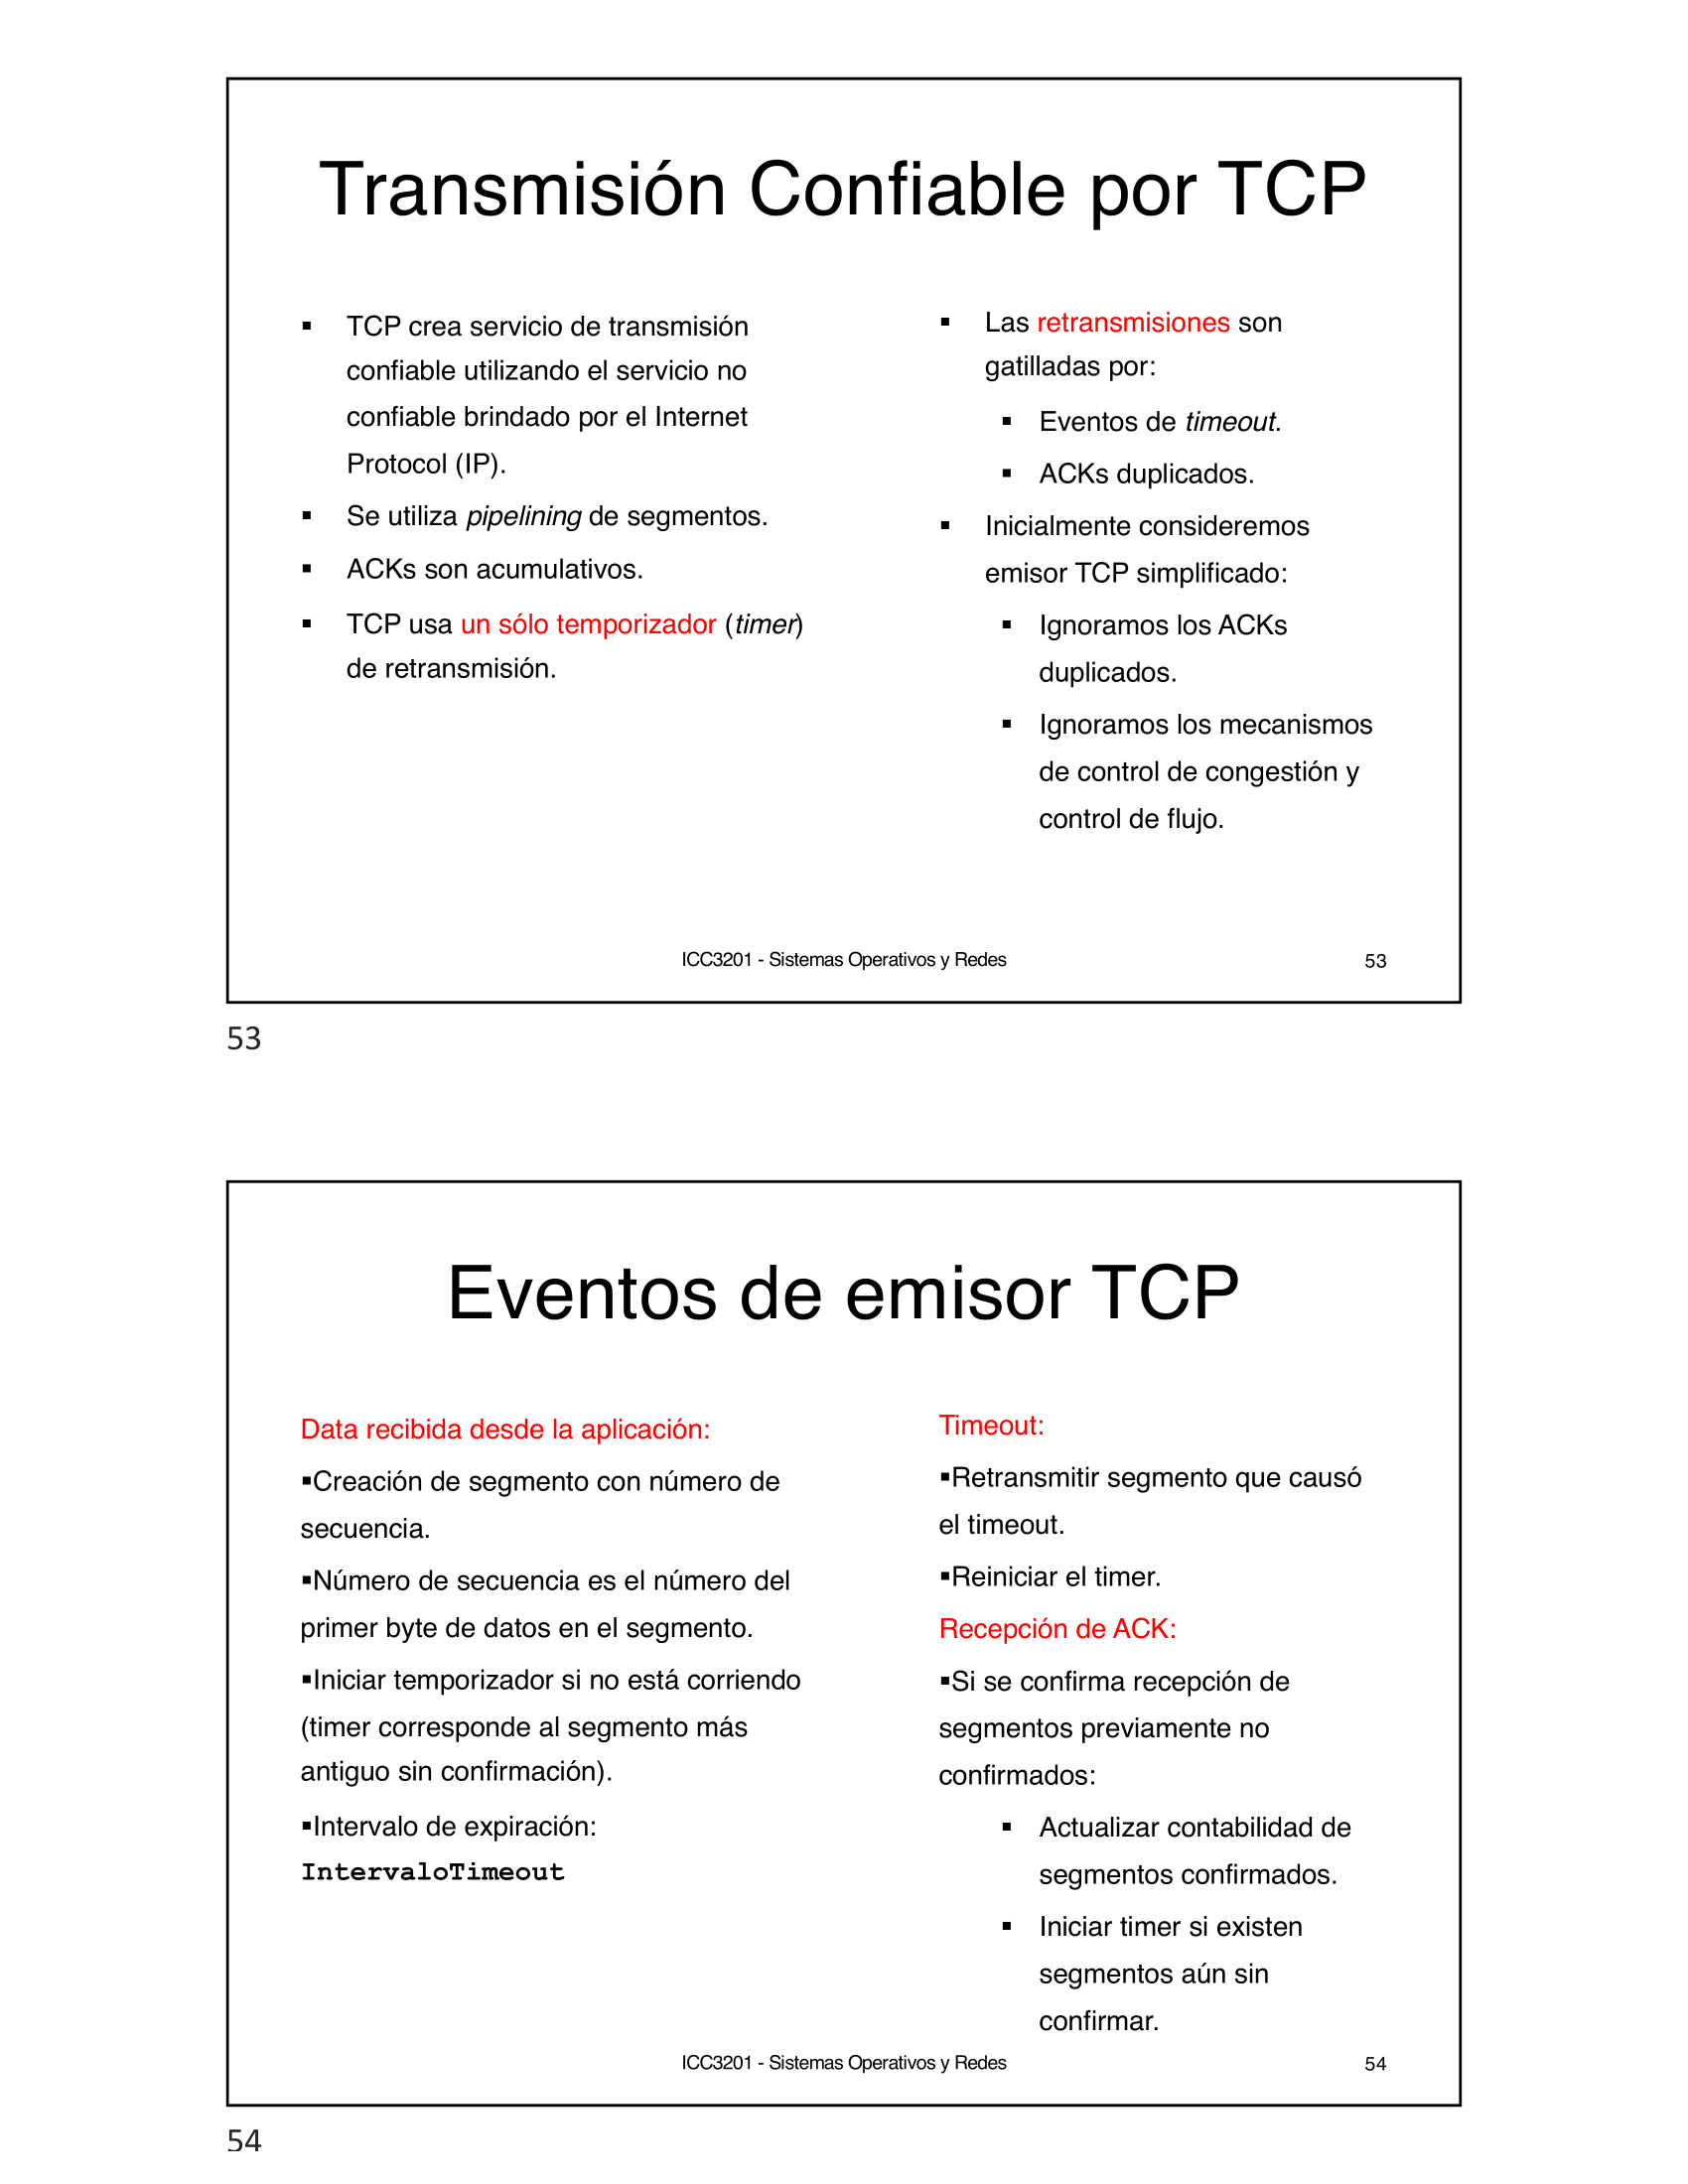 Transmisión Confiable por TCP
▪ TCP crea servicio de transmisión
confiable utilizando el servicio no
confiable brindado por el Internet
Protocol (IP).
▪ Se utiliza pipelining de segmentos.
▪ ACKs son acumulativos.
▪ TCP usa un sólo temporizador (timer)
de retransmisión.
▪ Las retransmisiones son
gatilladas por:
▪ Eventos de timeout.
▪ ACKs duplicados.
▪ Inicialmente consideremos
emisor TCP simplificado:
▪ Ignoramos los ACKs
duplicados.
▪ Ignoramos los mecanismos
de control de congestión y
control de flujo.
ICC3201 - Sistemas Operativos y Redes
53
53
Eventos de emisor TCP
Data recibida desde la aplicación:
▪Creación de segmento con número de
secuencia.
▪Número de secuencia es el número del
primer byte de datos en el segmento.
▪Iniciar temporizador si no está corriendo
(timer corresponde al segmento más
antiguo sin confirmación).
▪Intervalo de expiración:
IntervaloTimeout
Timeout:
▪Retransmitir segmento que causó
el timeout.
▪Reiniciar el timer.
Recepción de ACK:
▪Si se confirma recepción de
segmentos previamente no
confirmados:
▪ Actualizar contabilidad de
segmentos confirmados.
▪ Iniciar timer si existen
segmentos aún sin
confirmar.
ICC3201 - Sistemas Operativos y Redes
54
54